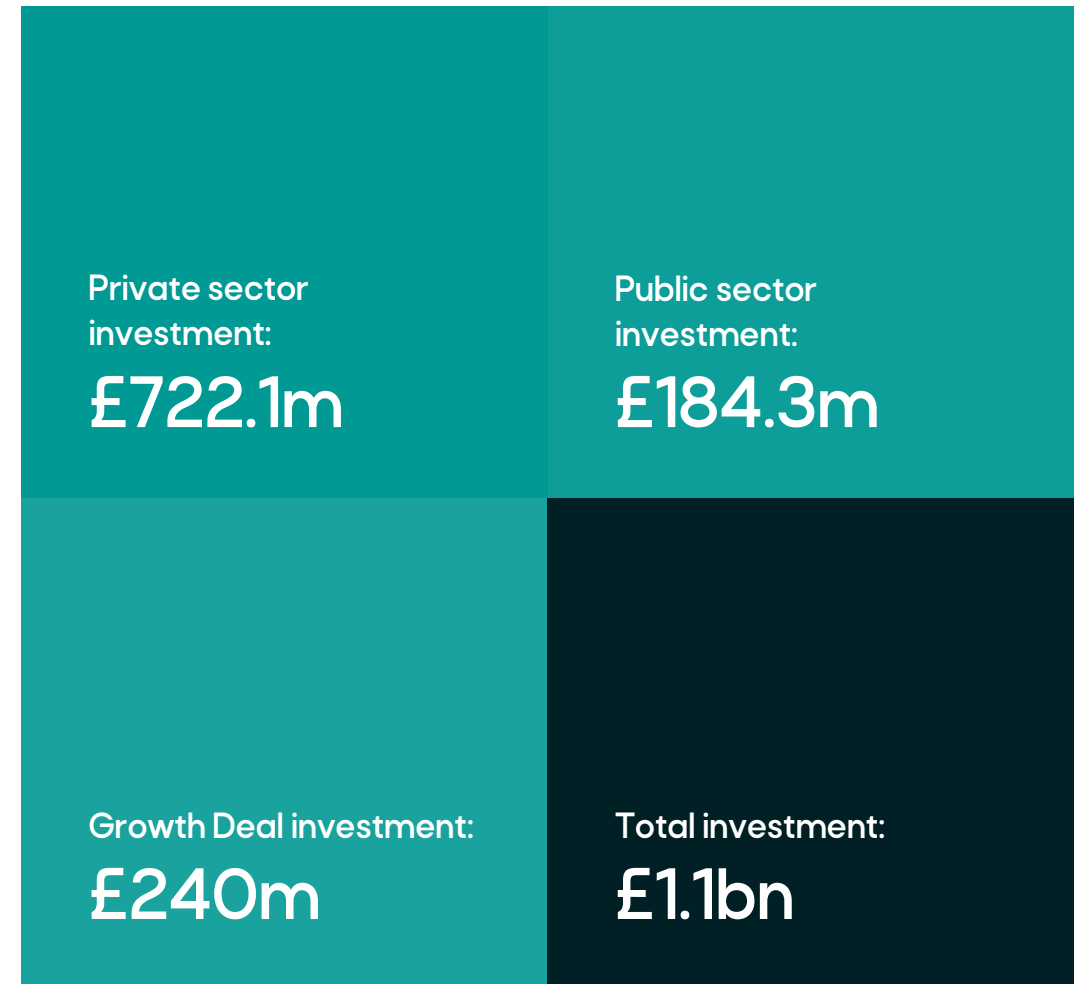 Private sector
investment:
£722.1m
Public sector
investment:
£184.3m
Growth Deal investment:
£240m
Total investment:
£1.1bn